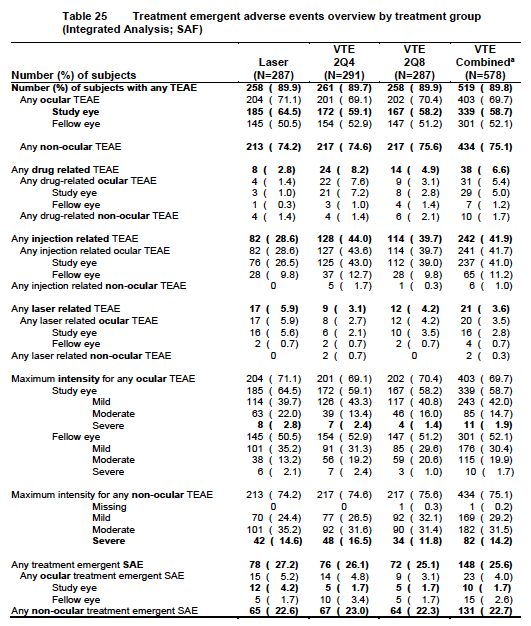 Table 25 Treatment emergent adverse events overview by treatment group
(Integrated Analysis; SAF)
Laser VTE 2Q4 VTE 2Q8 VTE Combinedᵃ
Number (%) of subjects (N=287) (N=291) (N=287) (N=578)
Number (%) of subjects with any TEAE 258 ( 89.9) 261 ( 89.7) 258 ( 89.9) 519 ( 89.8)
Any ocular TEAE 204 ( 71.1) 201 ( 69.1) 202 ( 70.4) 403 ( 69.7)
Study eye 185 ( 64.5) 172 ( 59.1) 167 ( 58.2) 339 ( 58.7)
Fellow eye 145 ( 50.5) 154 ( 52.9) 147 ( 51.2) 301 ( 52.1)
Any non-ocular TEAE 213 ( 74.2) 217 ( 74.6) 217 ( 75.6) 434 ( 75.1)
Any drug related TEAE 8 ( 2.8) 24 ( 8.2) 14 ( 4.9) 38 ( 6.6)
Any drug-related ocular TEAE 4 ( 1.4) 22 ( 7.6) 9 ( 3.1) 31 ( 5.4)
Study eye 3 ( 1.0) 21 ( 7.2) 8 ( 2.8) 29 ( 5.0)
Fellow eye 1 ( 0.3) 3 ( 1.0) 4 ( 1.4) 7 ( 1.2)
Any drug-related non-ocular TEAE 4 ( 1.4) 4 ( 1.4) 6 ( 2.1) 10 ( 1.7)
Any injection related TEAE 82 ( 28.6) 128 ( 44.0) 114 ( 39.7) 242 ( 41.9)
Any injection related ocular TEAE 82 ( 28.6) 127 ( 43.6) 114 ( 39.7) 241 ( 41.7)
Study eye 76 ( 26.5) 125 ( 43.0) 112 ( 39.0) 237 ( 41.0)
Fellow eye 28 ( 9.8) 37 ( 12.7) 28 ( 9.8) 65 ( 11.2)
Any injection related non-ocular TEAE 0 5 ( 1.7) 1 ( 0.3) 6 ( 1.0)
Any laser related TEAE 17 ( 5.9) 9 ( 3.1) 12 ( 4.2) 21 ( 3.6)
Any laser related ocular TEAE 17 ( 5.9) 8 ( 2.7) 12 ( 4.2) 20 ( 3.5)
Study eye 16 ( 5.6) 6 ( 2.1) 10 ( 3.5) 16 ( 2.8)
Fellow eye 2 ( 0.7) 2 ( 0.7) 2 ( 0.7) 4 ( 0.7)
Any laser related non-ocular TEAE 0 2 ( 0.7) 0 2 ( 0.3)
Maximum intensity for any ocular TEAE 204 ( 71.1) 201 ( 69.1) 202 ( 70.4) 403 ( 69.7)
Study eye 185 ( 64.5) 172 ( 59.1) 167 ( 58.2) 339 ( 58.7)
Mild 114 ( 39.7) 126 ( 43.3) 117 ( 40.8) 243 ( 42.0)
Moderate 63 ( 22.0) 39 ( 13.4) 46 ( 16.0) 85 ( 14.7)
Severe 8 ( 2.8) 7 ( 2.4) 4 ( 1.4) 11 ( 1.9)
Fellow eye 145 ( 50.5) 154 ( 52.9) 147 ( 51.2) 301 ( 52.1)
Mild 101 ( 35.2) 91 ( 31.3) 85 ( 29.6) 176 ( 30.4)
Moderate 38 ( 13.2) 56 ( 19.2) 59 ( 20.6) 115 ( 19.9)
Severe 6 ( 2.1) 7 ( 2.4) 3 ( 1.0) 10 ( 1.7)
Maximum intensity for any non-ocular TEAE 213 ( 74.2) 217 ( 74.6) 217 ( 75.6) 434 ( 75.1)
Missing 0 0 1 ( 0.3) 1 ( 0.2)
Mild 70 ( 24.4) 77 ( 26.5) 92 ( 32.1) 169 ( 29.2)
Moderate 101 ( 35.2) 92 ( 31.6) 90 ( 31.4) 182 ( 31.5)
Severe 42 ( 14.6) 48 ( 16.5) 34 ( 11.8) 82 ( 14.2)
Any treatment emergent SAE 78 ( 27.2) 76 ( 26.1) 72 ( 25.1) 148 ( 25.6)
Any ocular treatment emergent SAE 15 ( 5.2) 14 ( 4.8) 9 ( 3.1) 23 ( 4.0)
Study eye 12 ( 4.2) 5 ( 1.7) 5 ( 1.7) 10 ( 1.7)
Fellow eye 5 ( 1.7) 10 ( 3.4) 5 ( 1.7) 15 ( 2.6)
Any non-ocular treatment emergent SAE 65 ( 22.6) 67 ( 23.0) 64 ( 22.3) 131 ( 22.7)